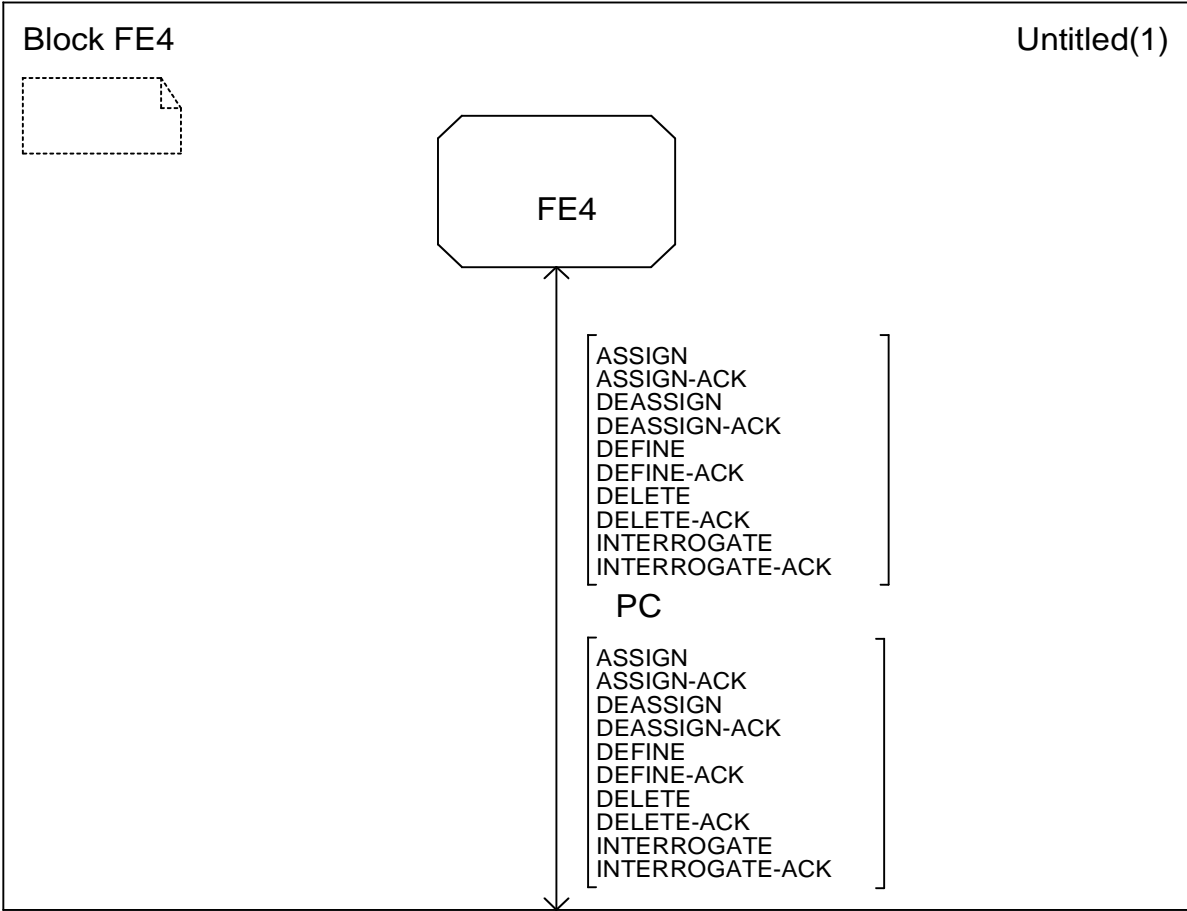 Block FE4
Untitled(1)
FE4
ASSIGN
ASSIGN-ACK
DEASSIGN
DEASSIGN-ACK
DEFINE
DEFINE-ACK
DELETE
DELETE-ACK
INTERROGATE
INTERROGATE-ACK
PC
ASSIGN
ASSIGN-ACK
DEASSIGN
DEASSIGN-ACK
DEFINE
DEFINE-ACK
DELETE
DELETE-ACK
INTERROGATE
INTERROGATE-ACK